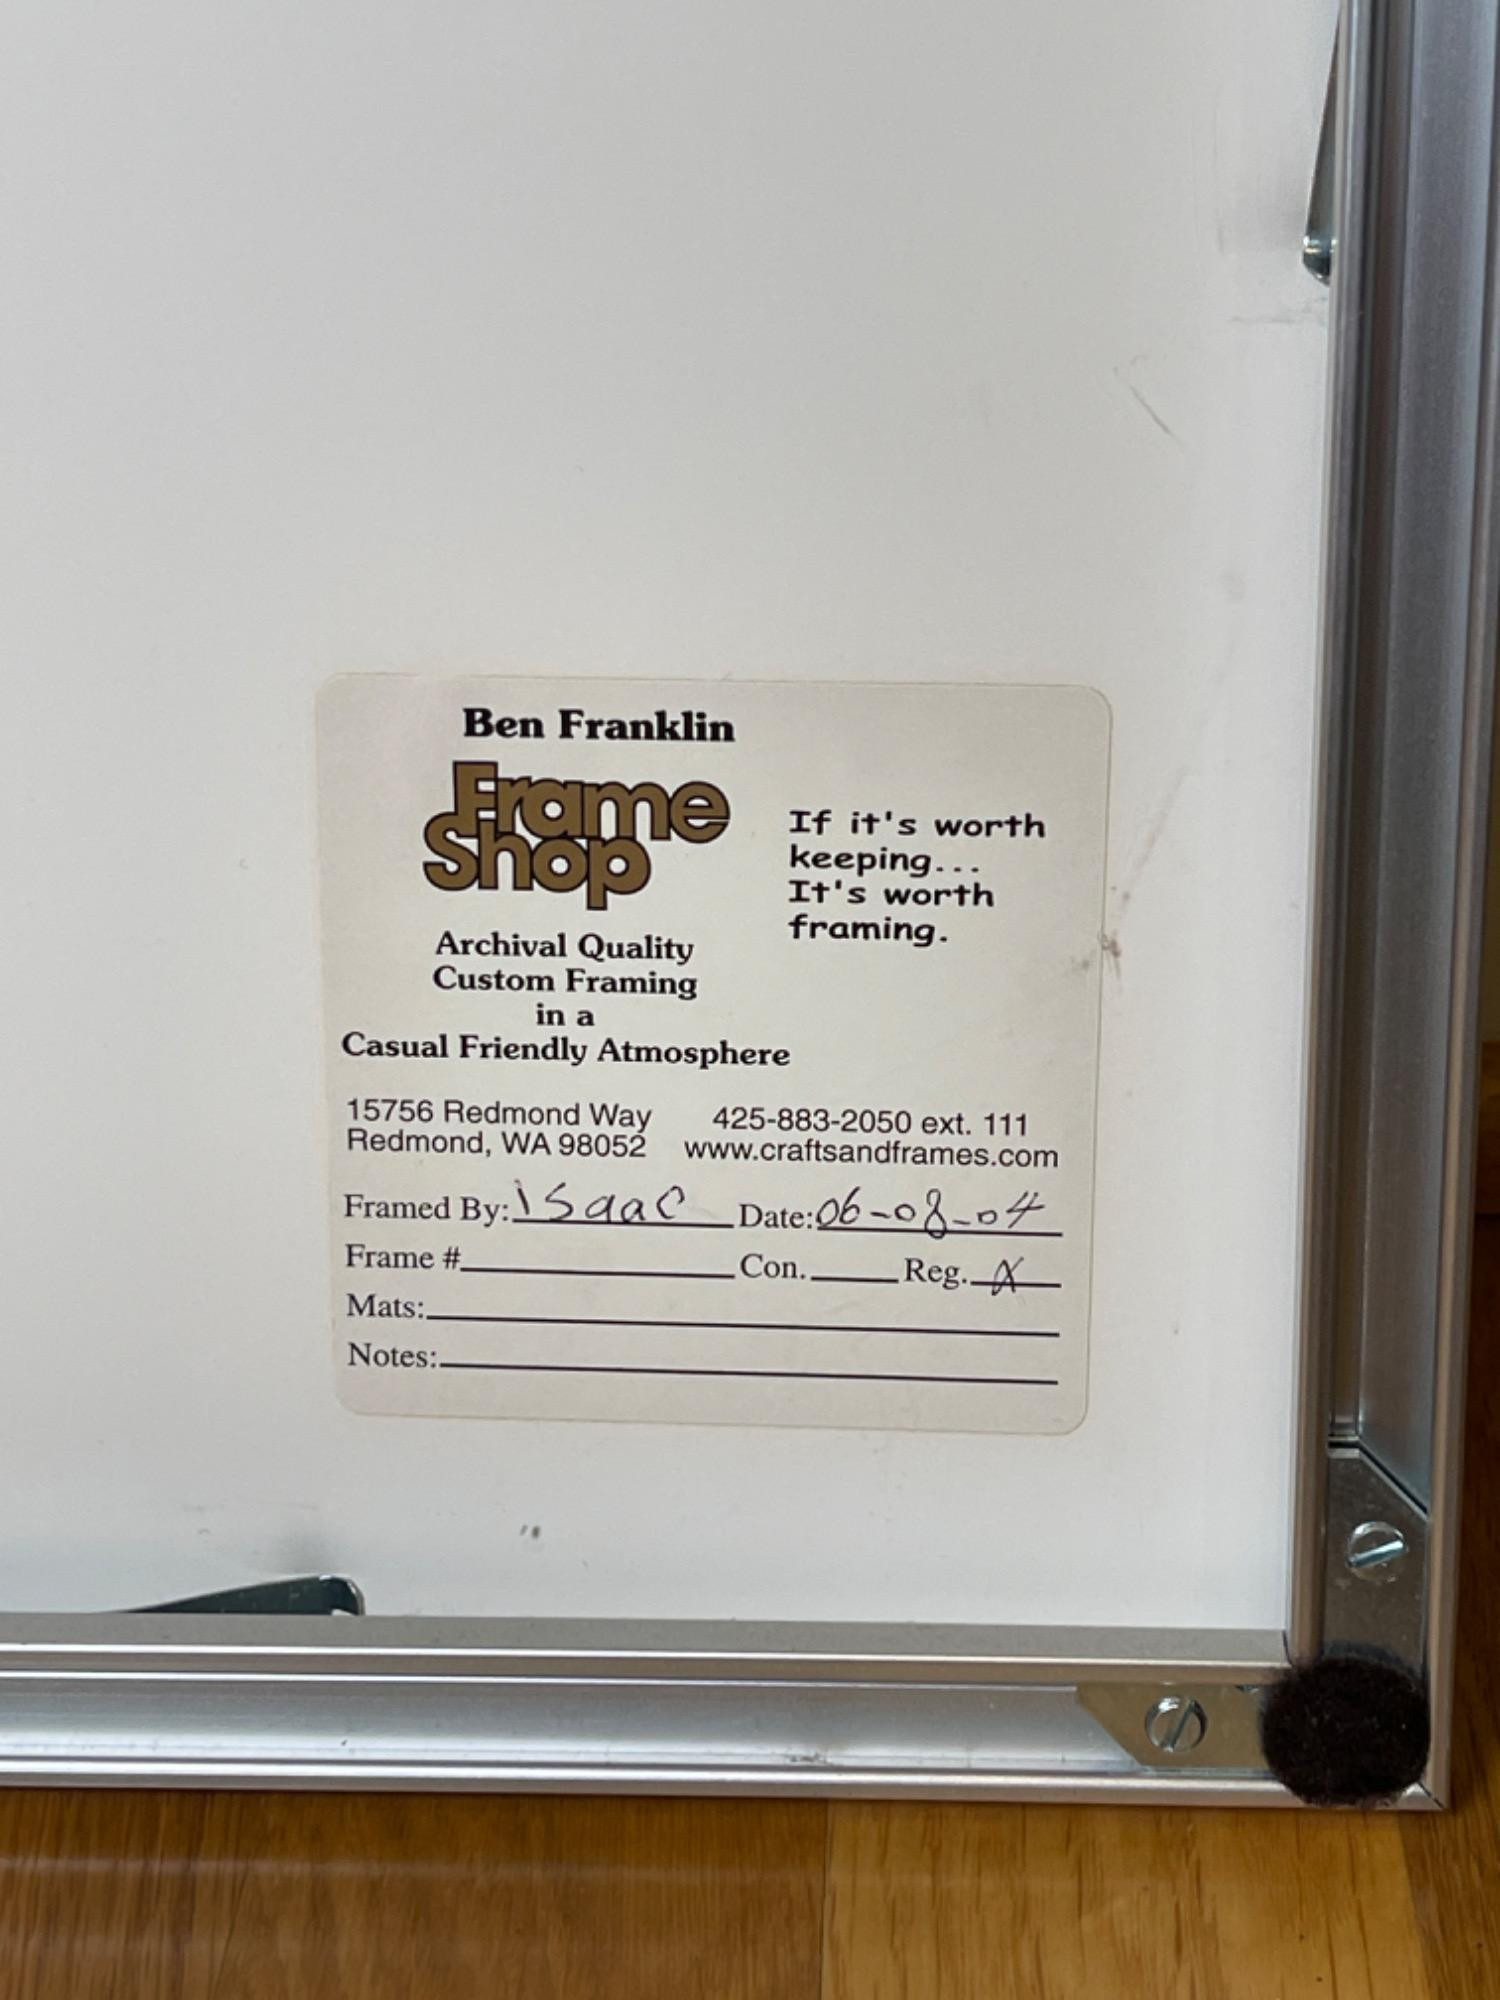 Ben Franklin
Frame
Shop
If it's worth
keeping...
It's worth
framing.
Archival Quality
Custom Framing
in a
Casual Friendly Atmosphere
15756 Redmond Way 425-883-2050 ext. 111
Redmond, WA 98052 www.craftsandframes.com
Framed By: Isaac Date: 06-08-04
Frame # Con. Reg. X
Mats:
Notes: